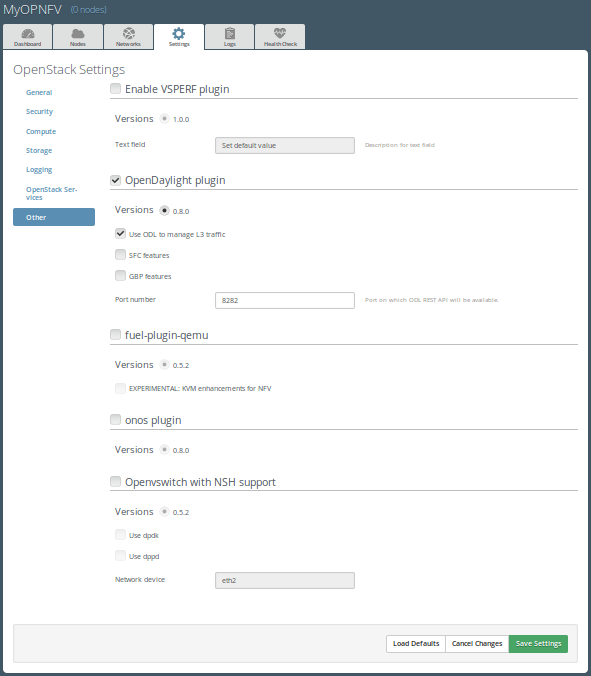 MyOPNFV (0 nodes)
Dashboard Nodes Networks Settings Logs Health Check
OpenStack Settings
General
Security
Compute
Storage
Logging
OpenStack Ser-
vices
Other
Enable VSPERF plugin
Versions 1.0.0
Text field Set default value Description for text field
OpenDaylight plugin
Versions 0.8.0
Use ODL to manage L3 traffic
SFC features
GBP features
Port number 8282 Port on which ODL REST API will be available.
fuel-plugin-qemu
Versions 0.5.2
EXPERIMENTAL: KVM enhancements for NFV
onos plugin
Versions 0.8.0
Openvswitch with NSH support
Versions 0.5.2
Use dpdk
Use dppd
Network device eth2
Load Defaults Cancel Changes Save Settings